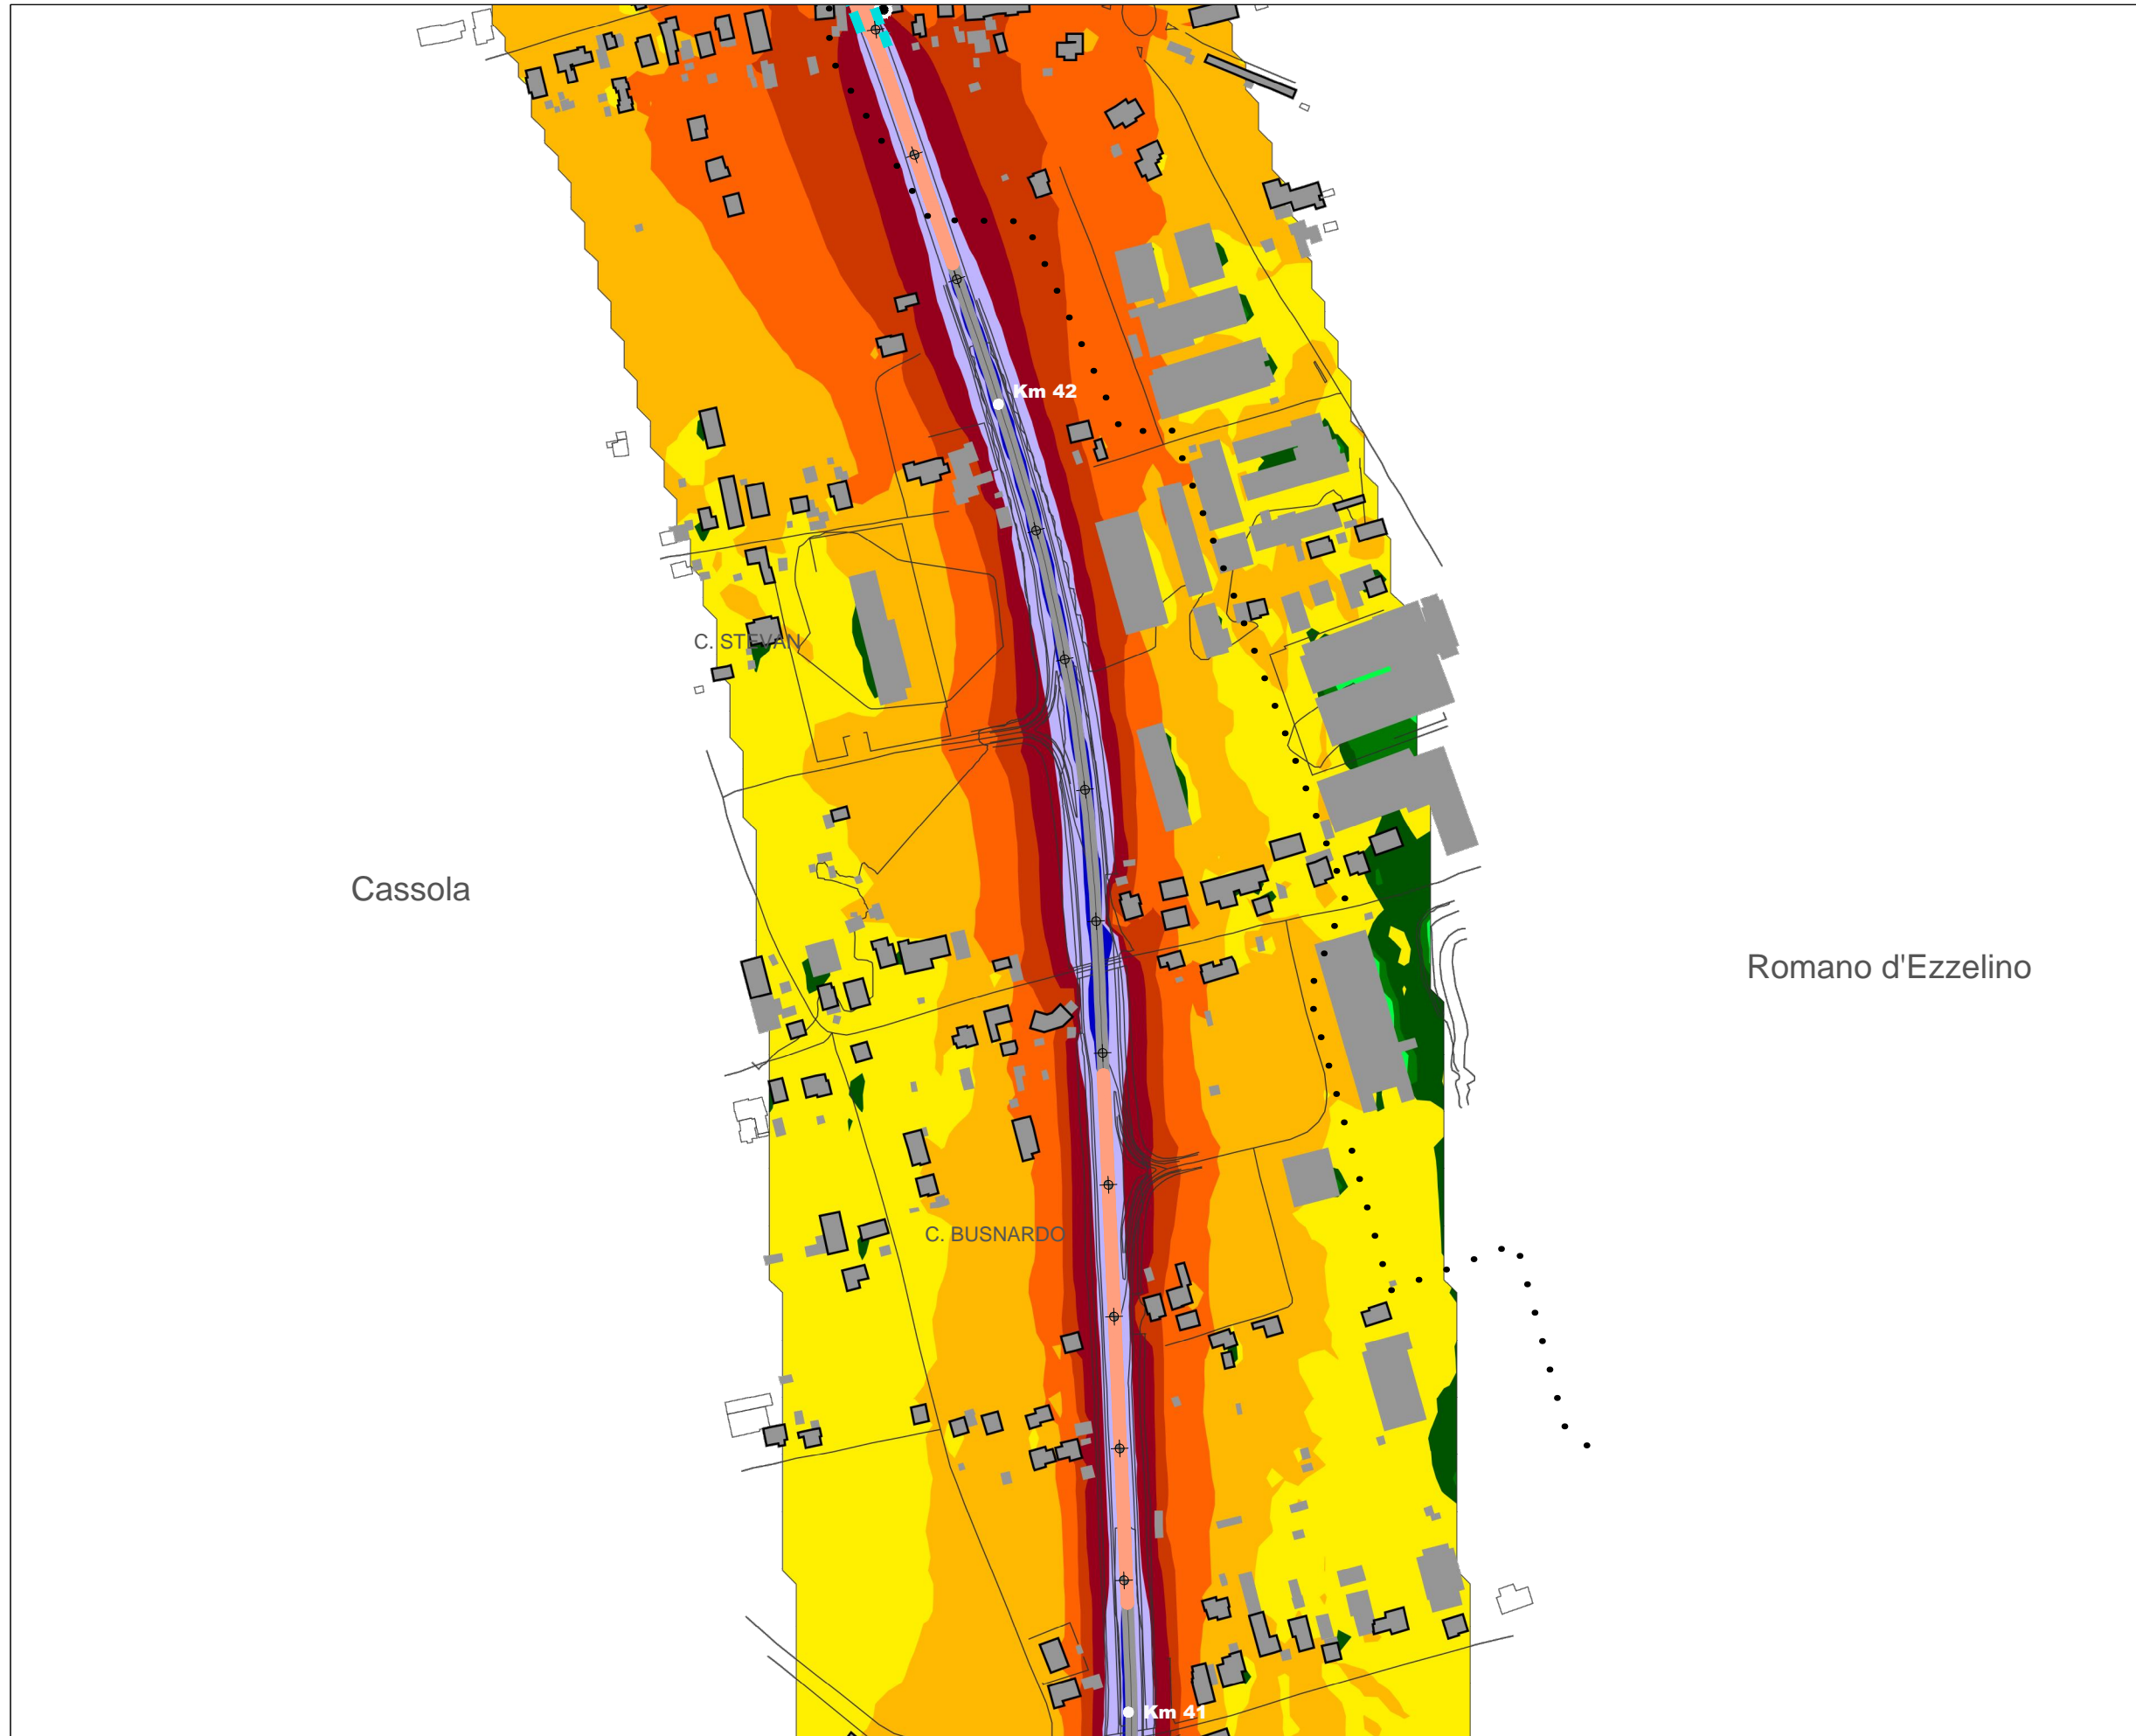 Km 42
C. STEVAN
Cassola
Romano d'Ezzelino
C. BUSNARDO
Km 41